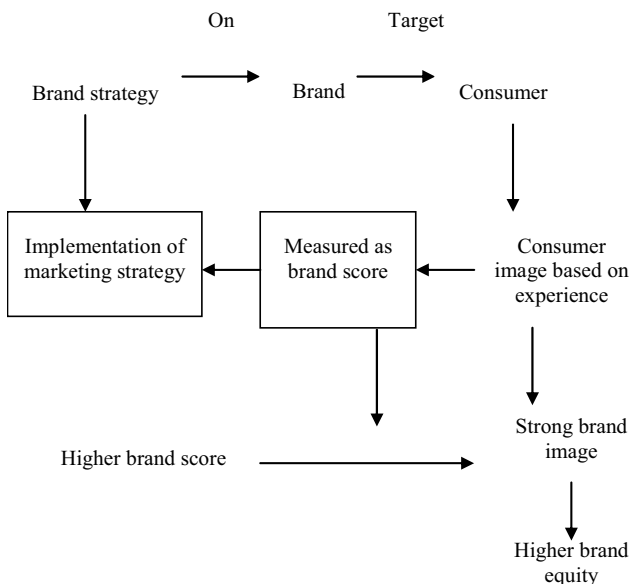 On
Target
Brand strategy
Brand
Consumer
Implementation of
marketing strategy
Measured as
brand score
Consumer
image based on
experience
Higher brand score
Strong brand
image
Higher brand
equity